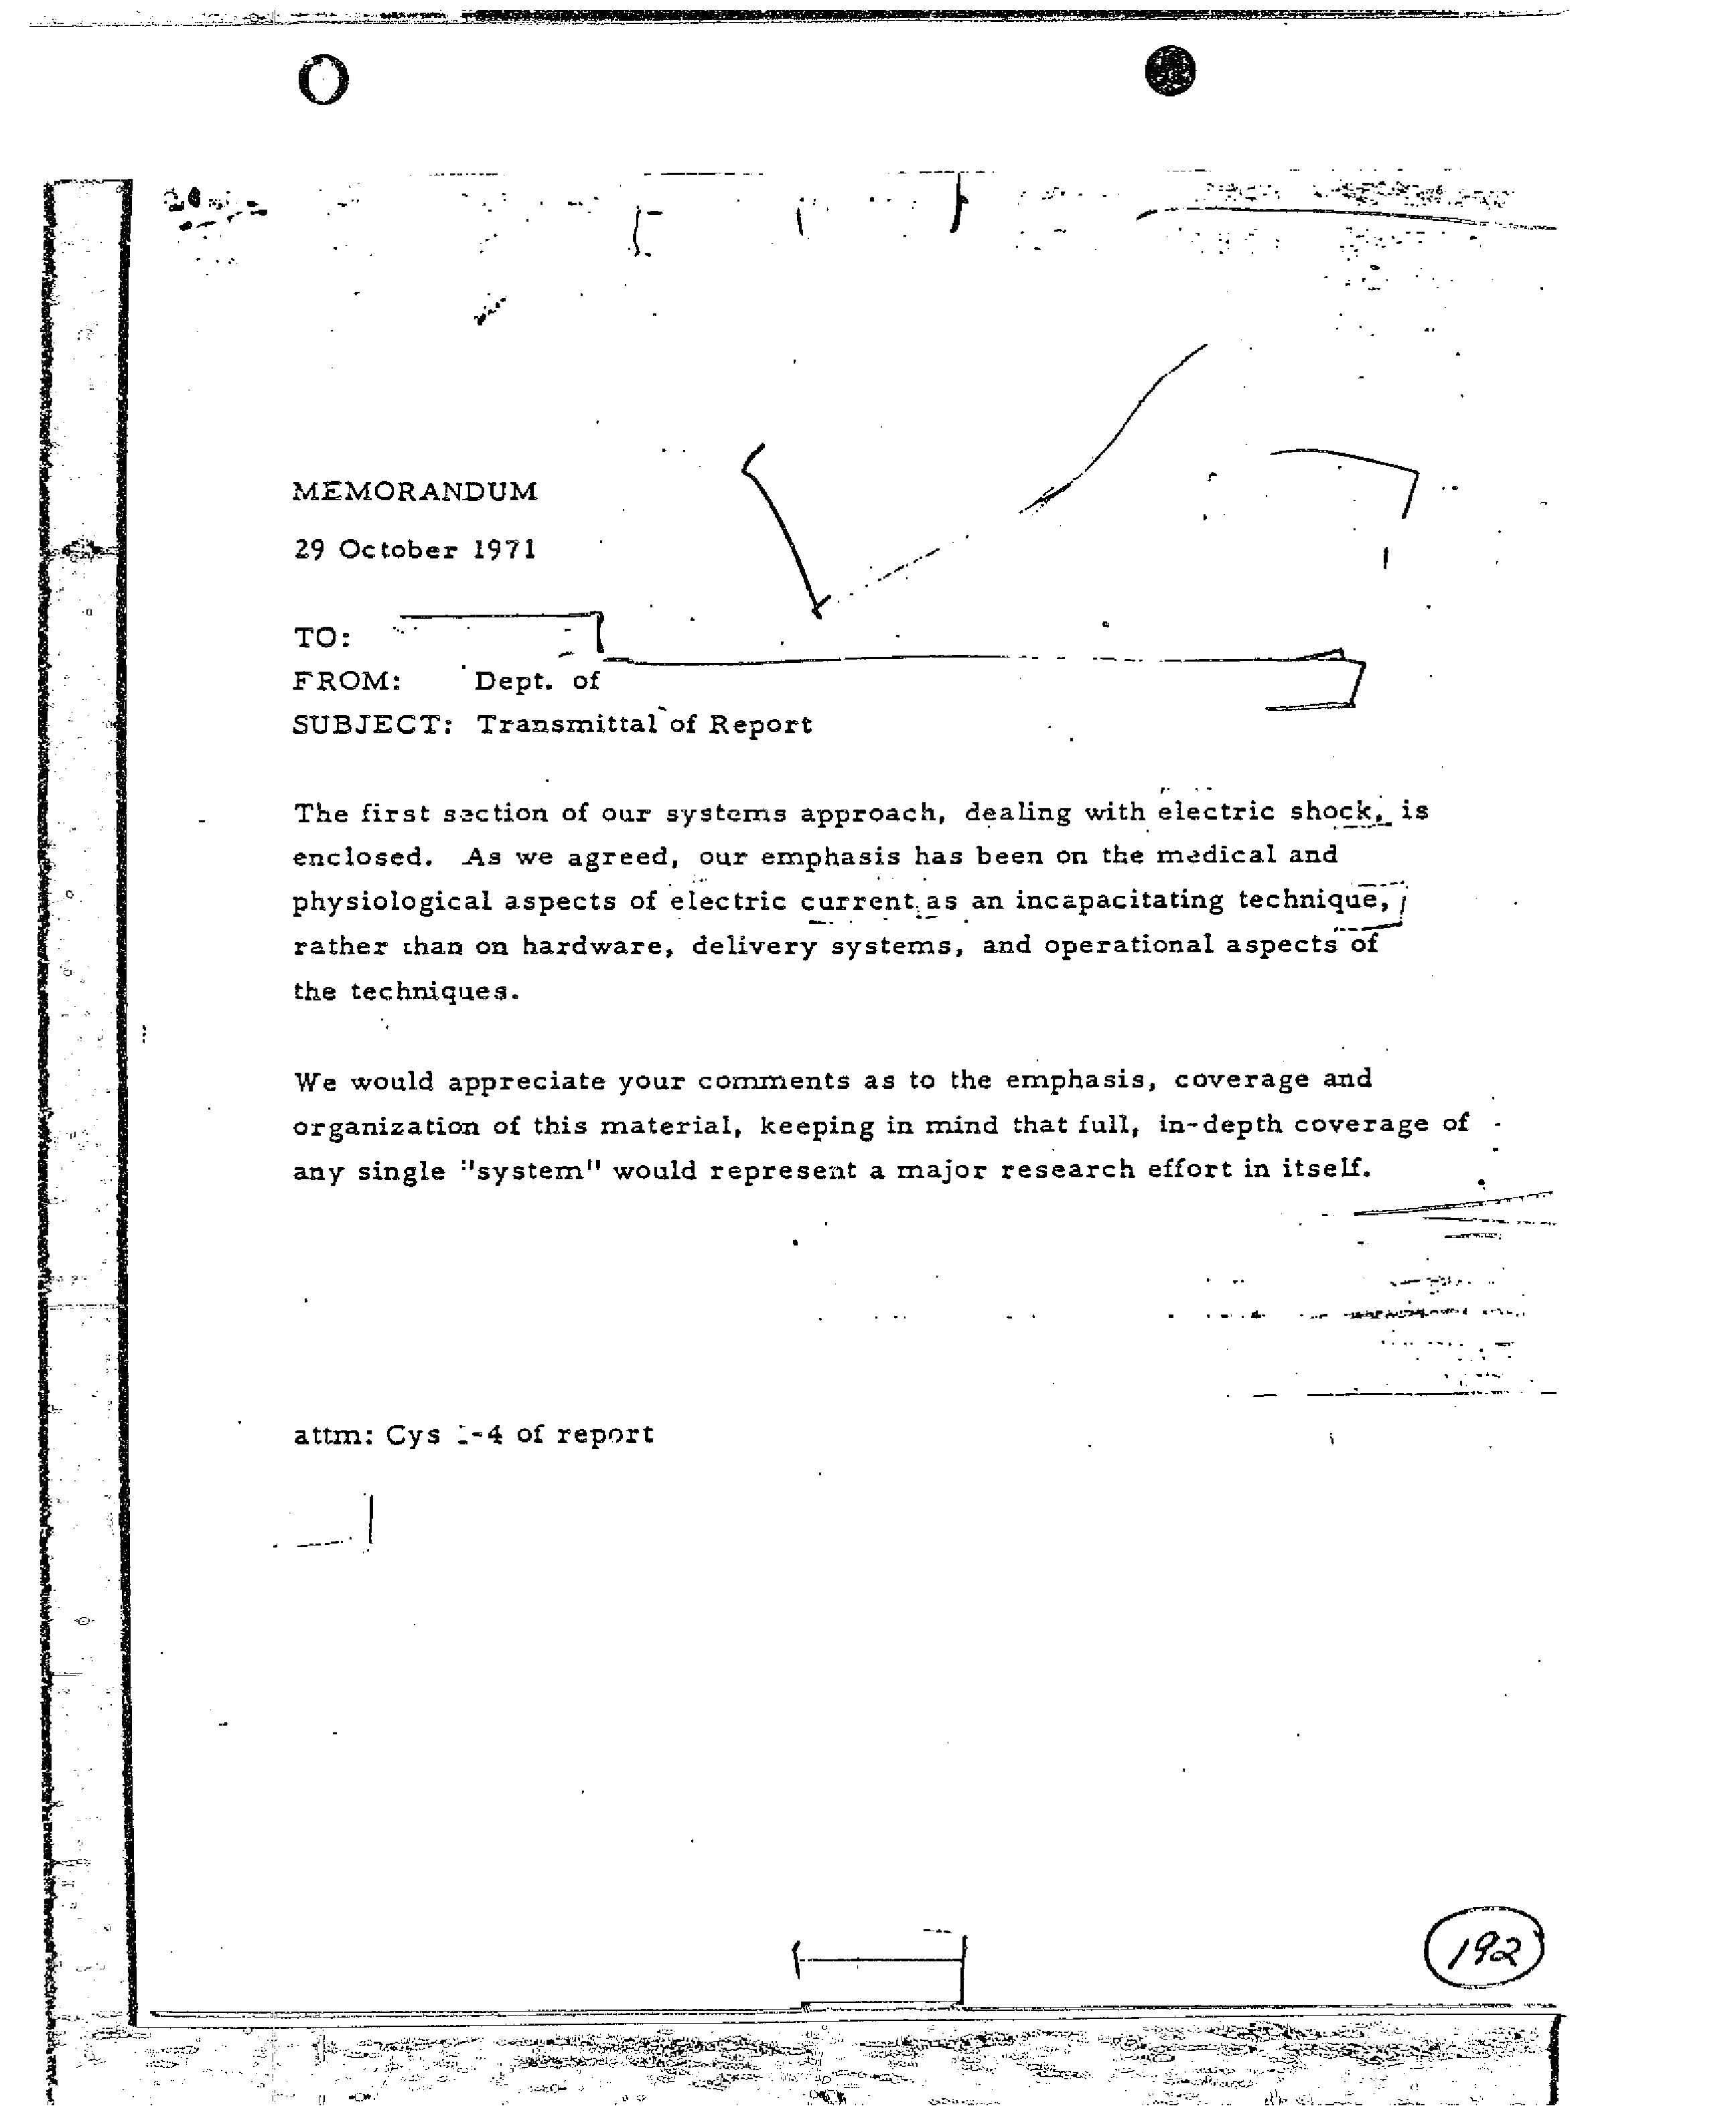 MEMORANDUM
29 October 1971
TO:
FROM: Dept. of
SUBJECT: Transmittal of Report
The first section of our systems approach, dealing with electric shock, is
enclosed. As we agreed, our emphasis has been on the medical and
physiological aspects of electric current as an incapacitating technique,
rather than on hardware, delivery systems, and operational aspects of
the techniques.
We would appreciate your comments as to the emphasis, coverage and
organization of this material, keeping in mind that full, in-depth coverage of
any single "system" would represent a major research effort in itself.
attm: Cys 1-4 of report
192